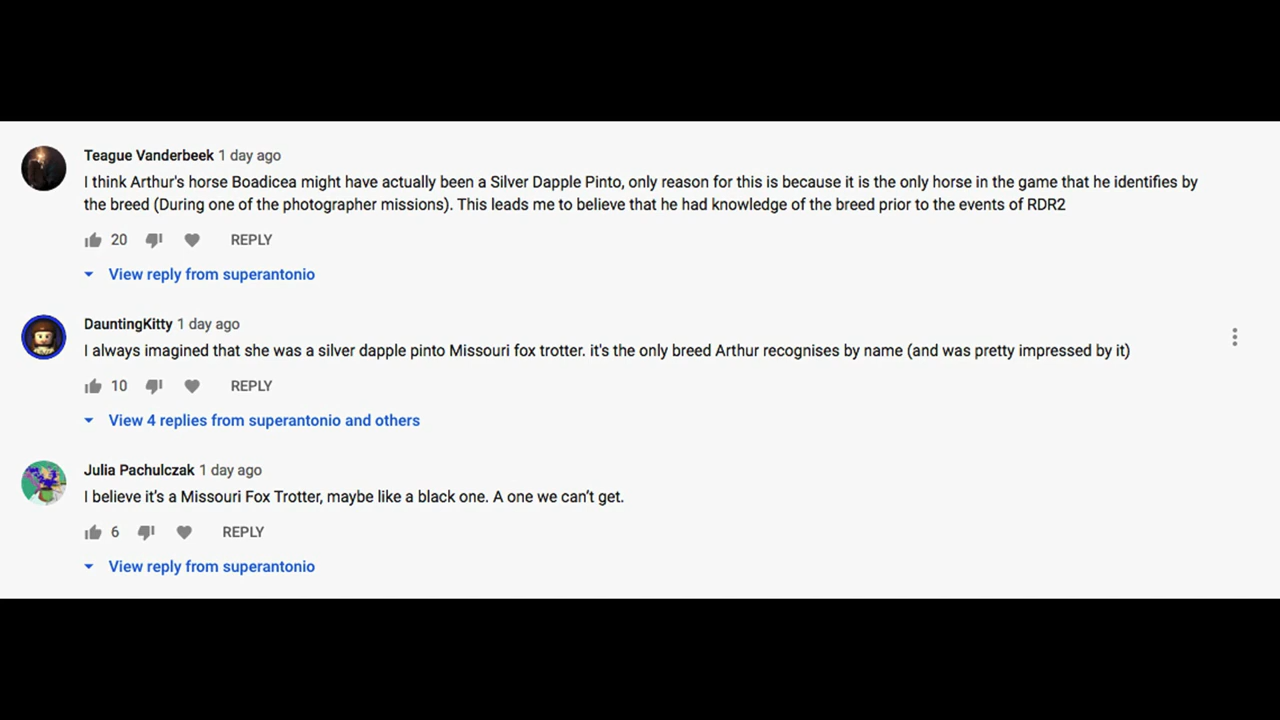 Teague Vanderbeek 1 day ago
I think Arthur's horse Boadicea might have actually been a Silver Dapple Pinto, only reason for this is because it is the only horse in the game that he identifies by
the breed (During one of the photographer missions). This leads me to believe that he had knowledge of the breed prior to the events of RDR2
20 REPLY
View reply from superantonio
DauntingKitty 1 day ago
I always imagined that she was a silver dapple pinto Missouri fox trotter. it's the only breed Arthur recognises by name (and was pretty impressed by it)
10 REPLY
View 4 replies from superantonio and others
Julia Pachulczak 1 day ago
I believe it's a Missouri Fox Trotter, maybe like a black one. A one we can't get.
6 REPLY
View reply from superantonio